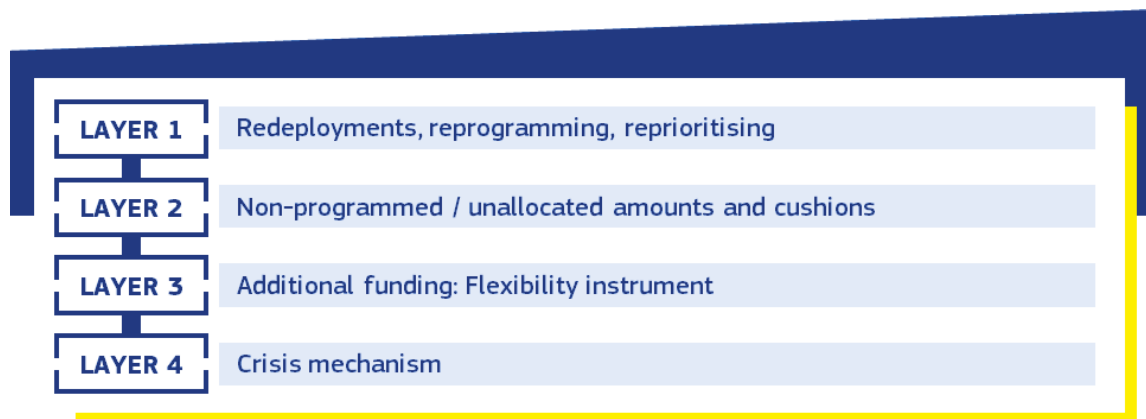 LAYER 1
Redeployments, reprogramming, reprioritising
LAYER 2
Non-programmed / unallocated amounts and cushions
LAYER 3
Additional funding: Flexibility instrument
LAYER 4
Crisis mechanism